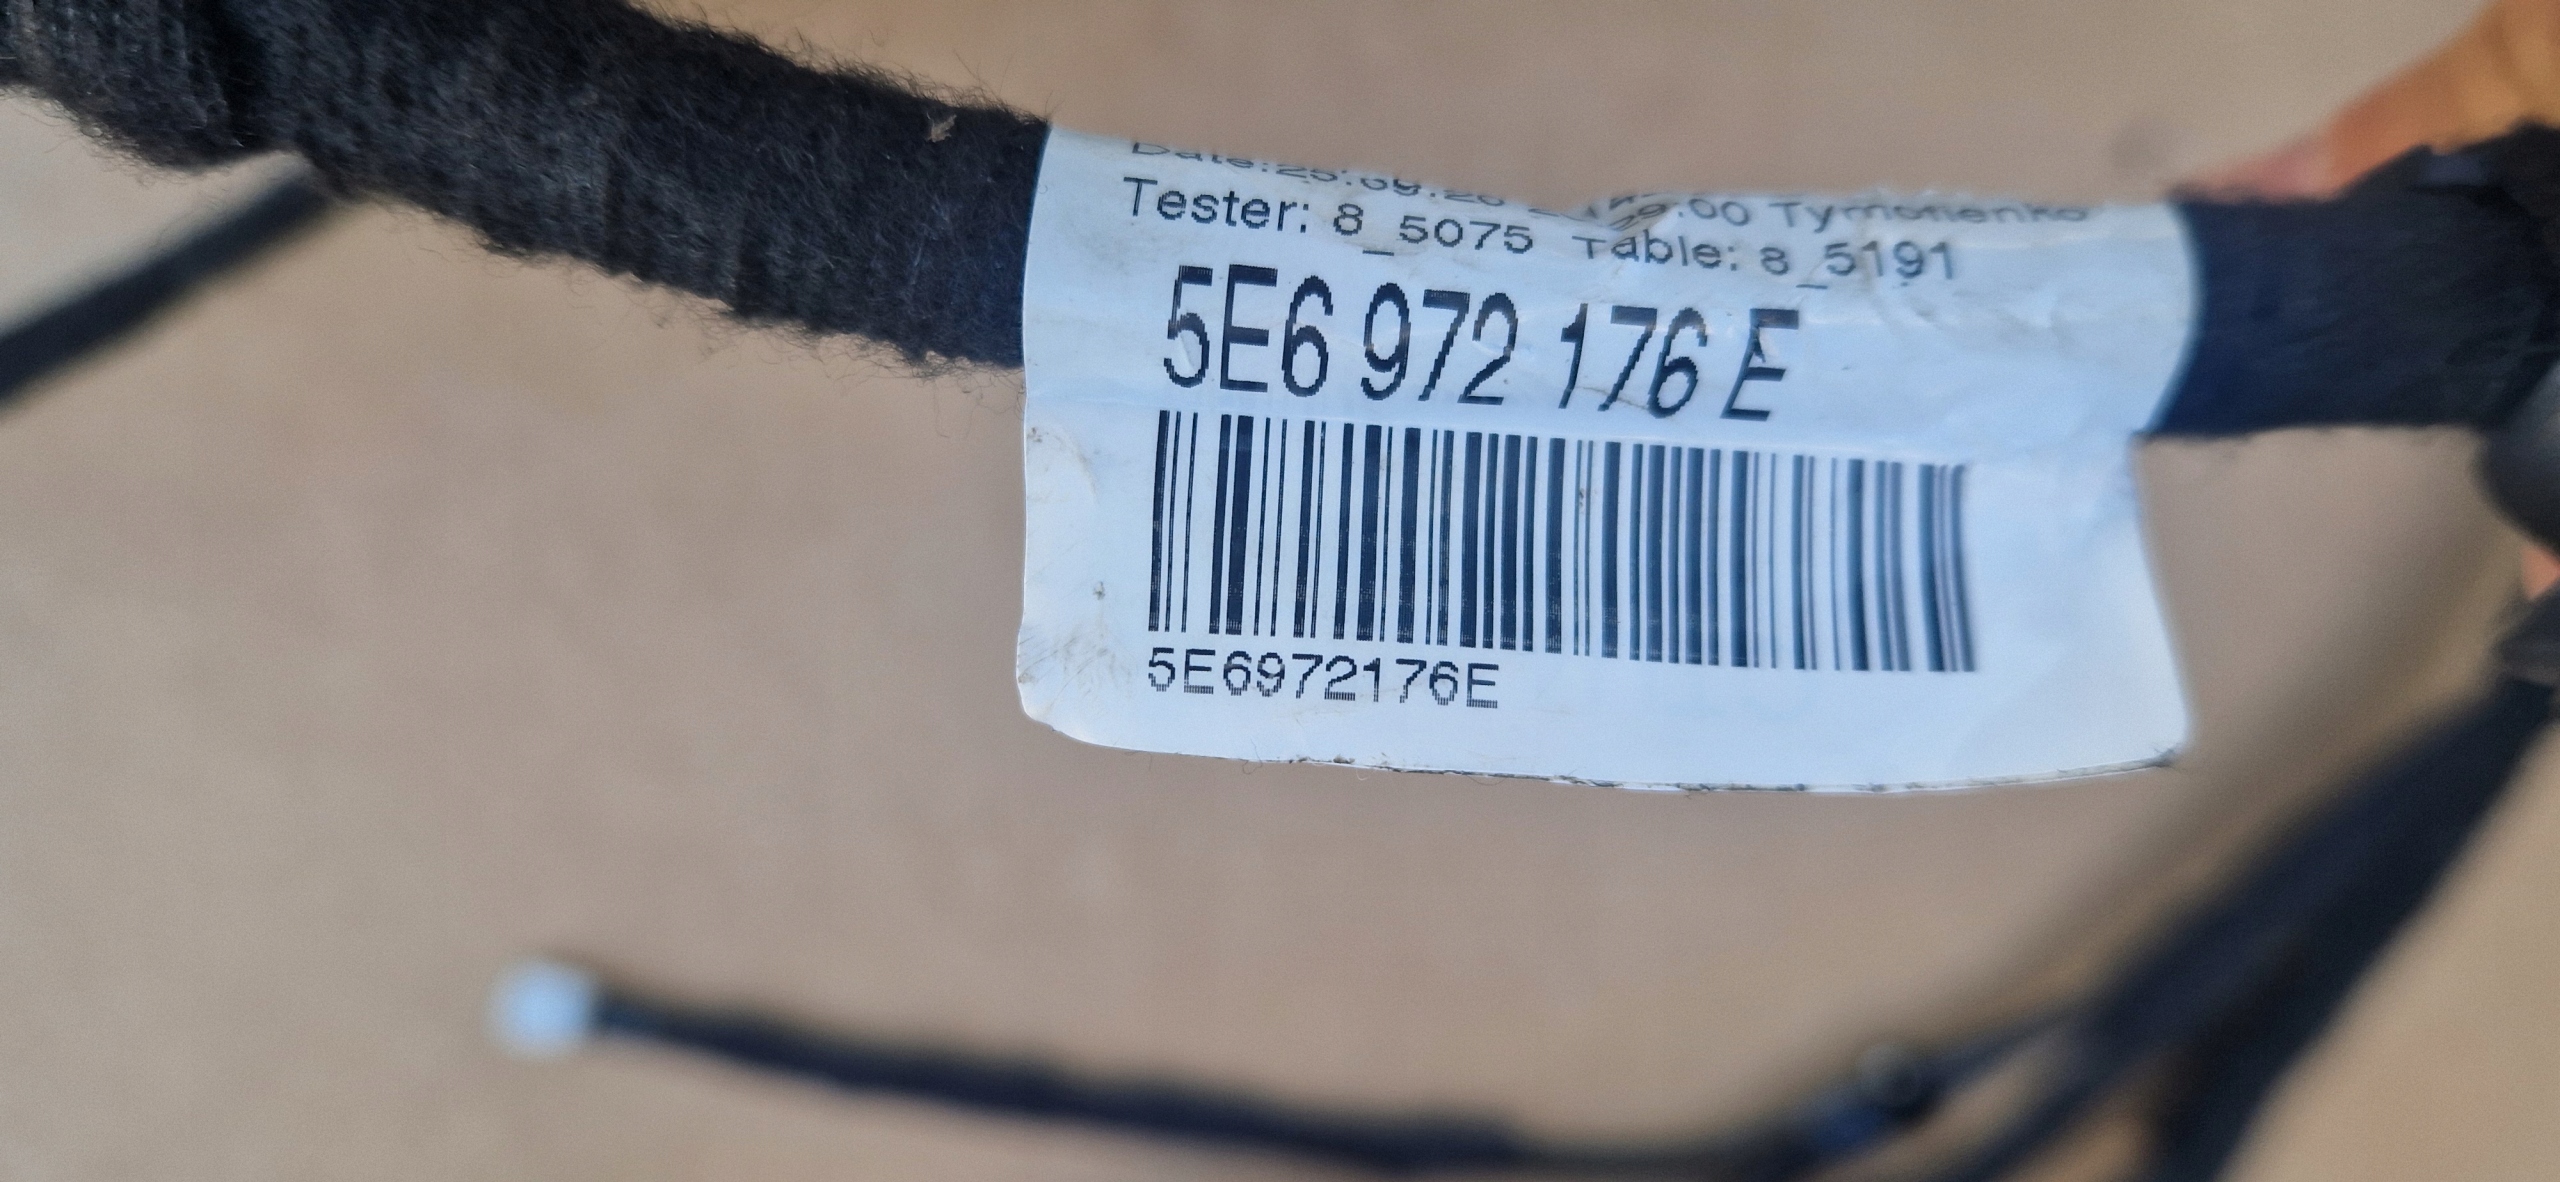 Tester: 8_5075 Table: 8_5191
5E6 972 176 E
5E6972176E